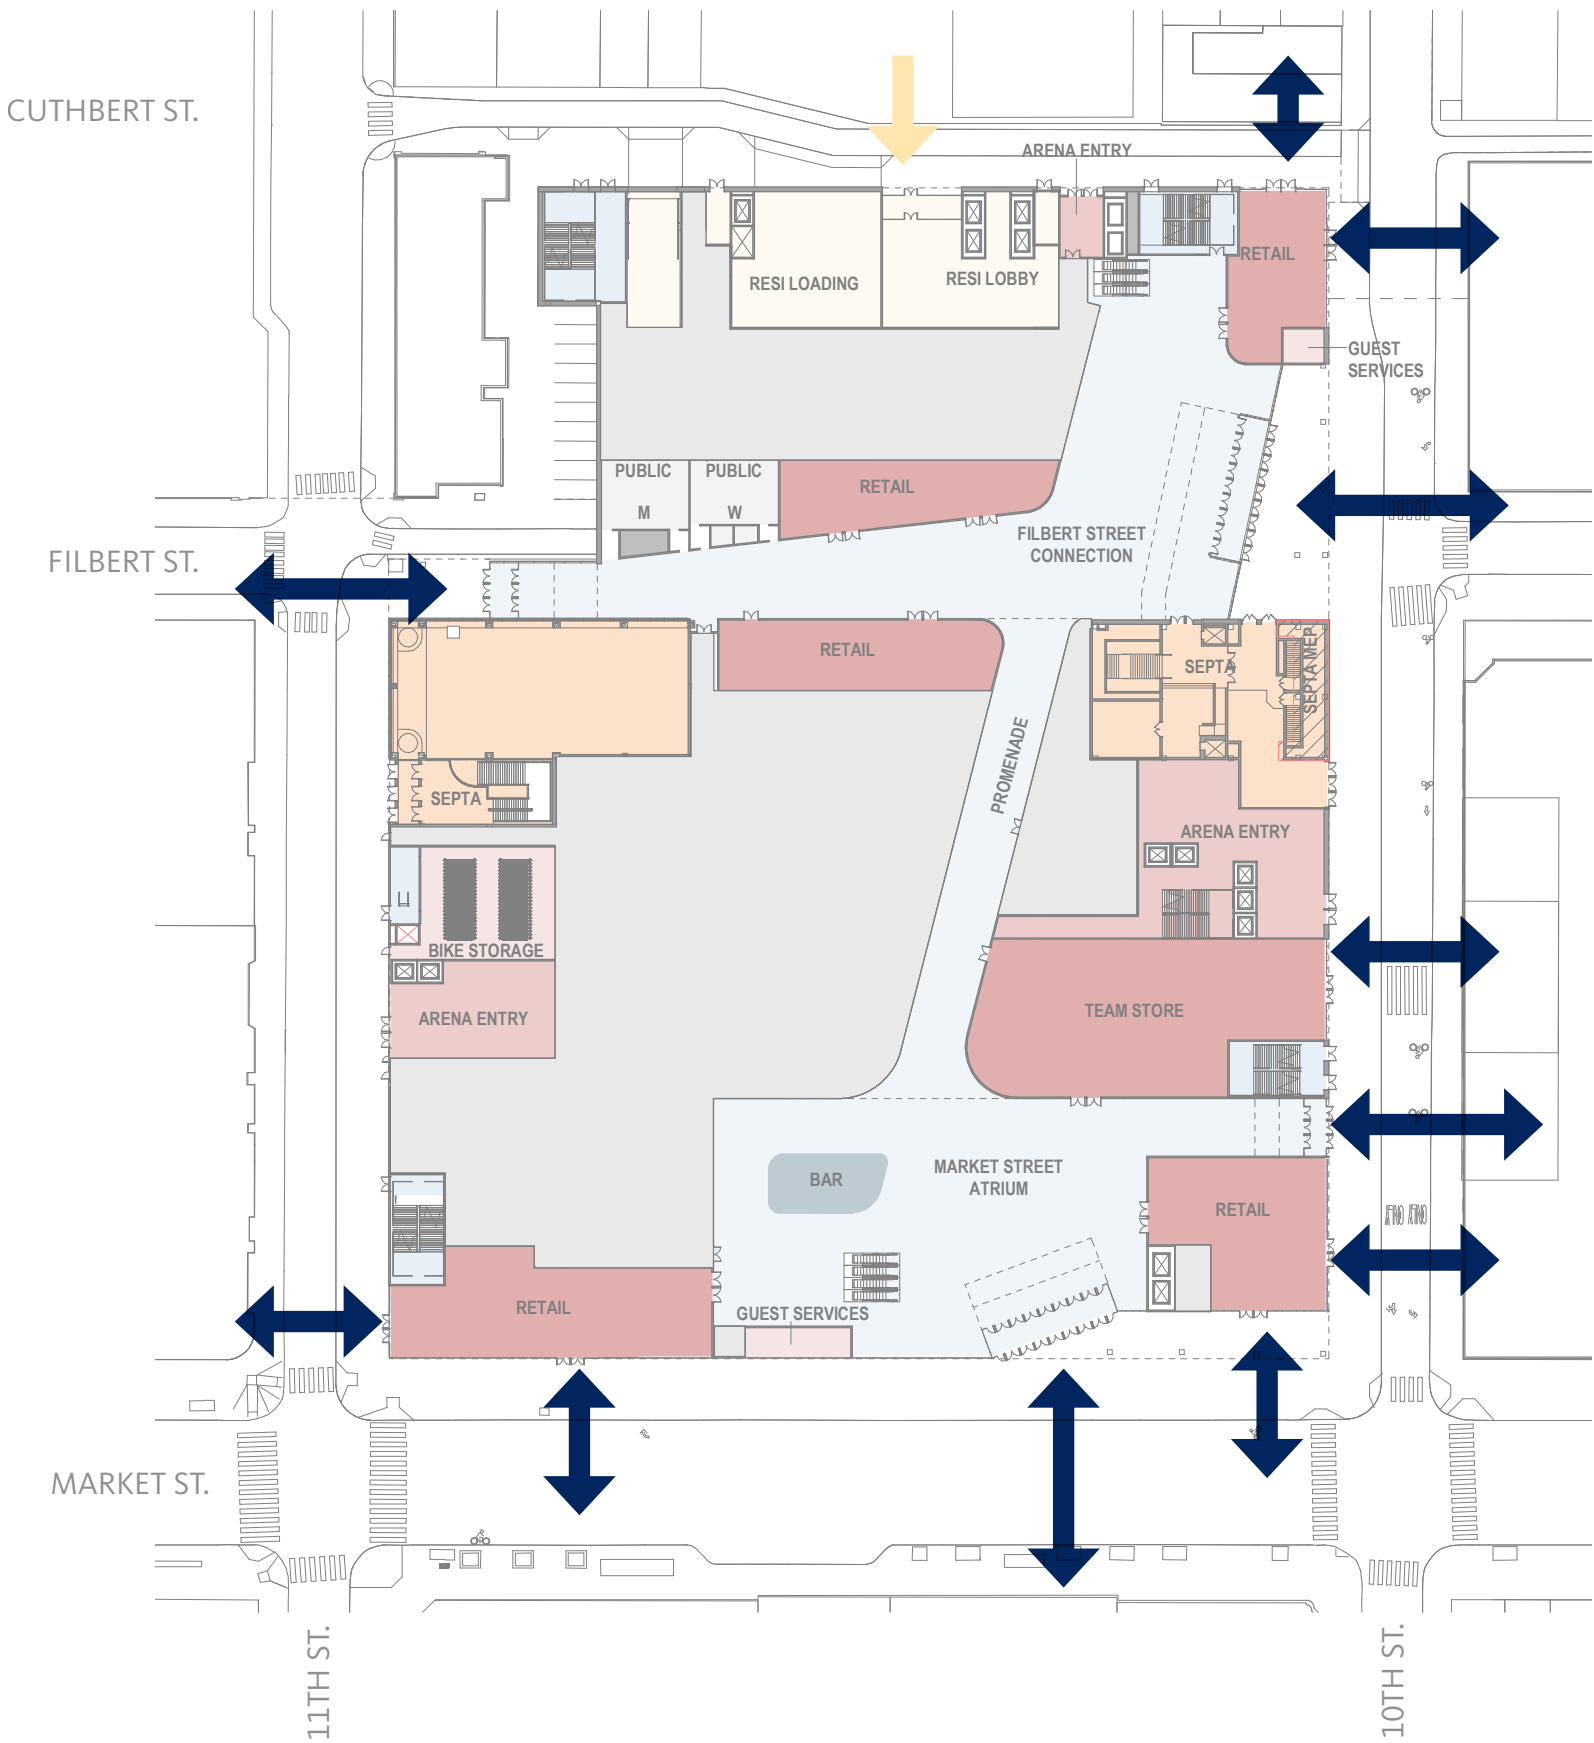 CUTHBERT ST.
ARENA ENTRY
RETAIL
RESI LOADING
RESI LOBBY
GUEST
SERVICES
PUBLIC
M
PUBLIC
W
RETAIL
FILBERT STREET
CONNECTION
FILBERT ST.
RETAIL
SEPTA
SEPTA MEP
PROMENADE
SEPTA
ARENA ENTRY
BIKE STORAGE
ARENA ENTRY
TEAM STORE
MARKET STREET
ATRIUM
BAR
RETAIL
RETAIL
GUEST SERVICES
ONLY ONLY
MARKET ST.
11TH ST.
10TH ST.